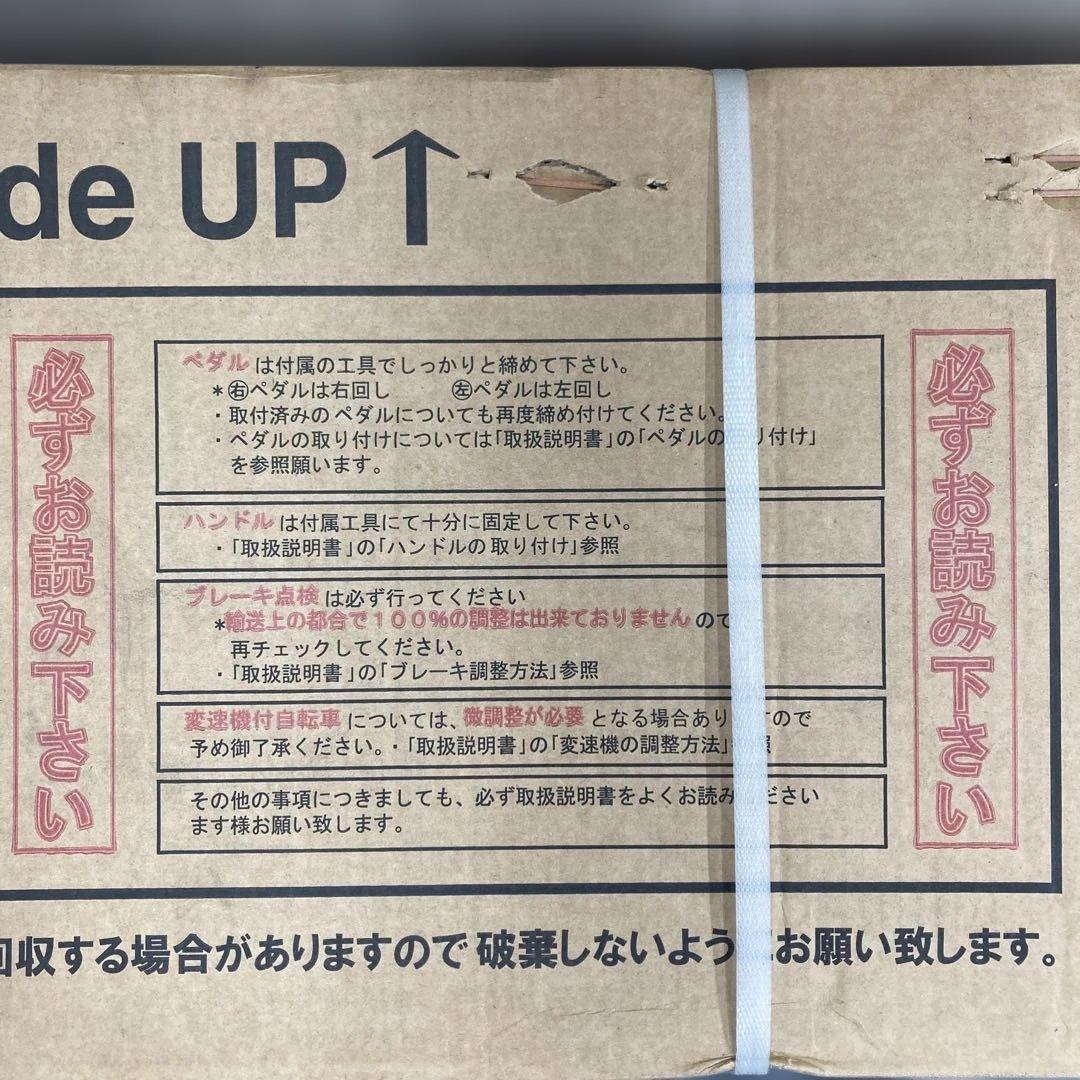 de UP↑
必ずお読み下さい
ペダルは付属の工具でしっかりと締めて下さい。
*㊨ペダルは右回し ㊧ペダルは左回し
・取付済みのペダルについても再度締め付けてください。
・ペダルの取り付けについては「取扱説明書」の「ペダルの り付け」
を参照願います。
ハンドルは付属工具にて十分に固定して下さい。
・「取扱説明書」の「ハンドルの取り付け」参照
ブレーキ点検は必ず行ってください
*輸送上の都合で100%の調整は出来ておりませんので
再チェックしてください。
・「取扱説明書」の「ブレーキ調整方法」参照
変速機付自転車については、微調整が必要となる場合あり すので
予め御了承ください。・「取扱説明書」の「変速機の調整方法」 照
その他の事項につきましても、必ず取扱説明書をよくお読み ださい
ます様お願い致します。
必ずお読み下さい
回収する場合がありますので破棄しないよう お願い致します。